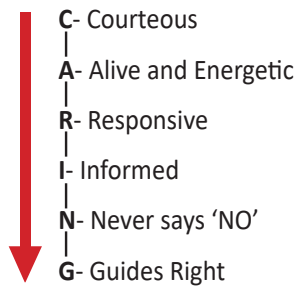 C- Courteous
A- Alive and Energetic
R- Responsive
I- Informed
N- Never says ‘NO’
G- Guides Right